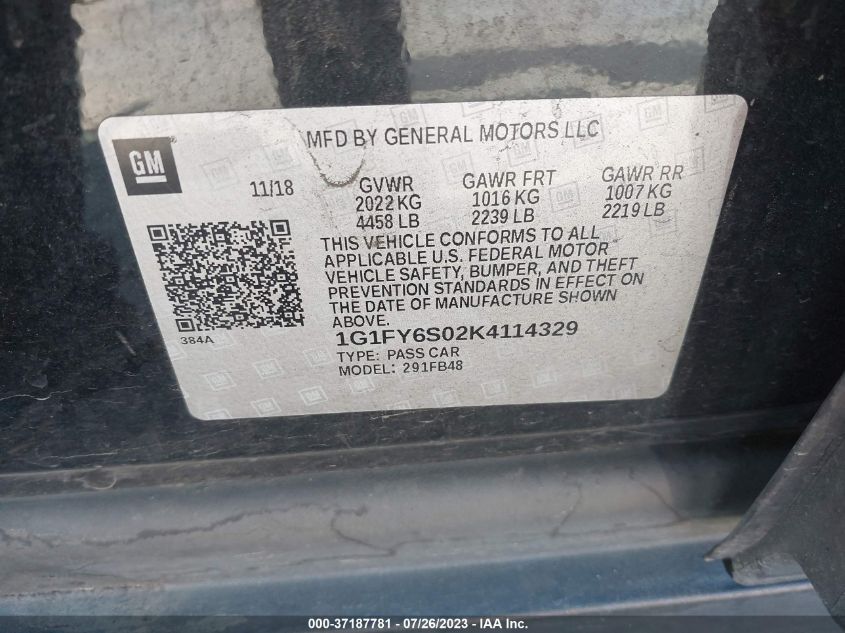 MFD BY GENERAL MOTORS LLC
GM
11/18
GVWR
2022 KG
4458 LB
GAWR FRT
1016 KG
2239 LB
GAWR RR
1007 KG
2219 LB
THIS VEHICLE CONFORMS TO ALL
APPLICABLE U.S. FEDERAL MOTOR
VEHICLE SAFETY, BUMPER, AND THEFT
PREVENTION STANDARDS IN EFFECT ON
THE DATE OF MANUFACTURE SHOWN
ABOVE.
384A
1G1FY6S02K4114329
TYPE: PASS CAR
MODEL: 291FB48
000-37187781 - 07/26/2023 - IAA Inc.